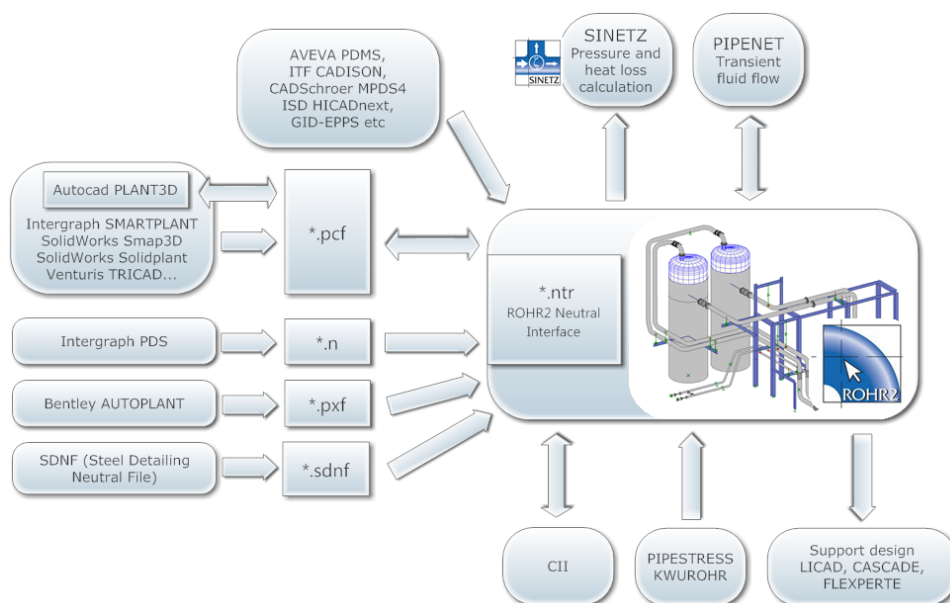 AVEVA PDMS,
ITF CADISON,
CADSchroer MPDS4
ISD HICADnext,
GID-EPPS etc
SINETZ
SINETZ
Pressure and
heat loss
calculation
PIPENET
Transient
fluid flow
Autocad PLANT3D
Intergraph SMARTPLANT
SolidWorks Smap3D
SolidWorks Solidplant
Venturis TRICAD...
*.pcf
*.ntr
ROHR2 Neutral
Interface
ROHR2
Intergraph PDS
*.n
Bentley AUTOPLANT
*.pxf
SDNF (Steel Detailing
Neutral File)
*.sdnf
CII
PIPESTRESS
KWUROHR
Support design
LICAD, CASCADE,
FLEXPERTE